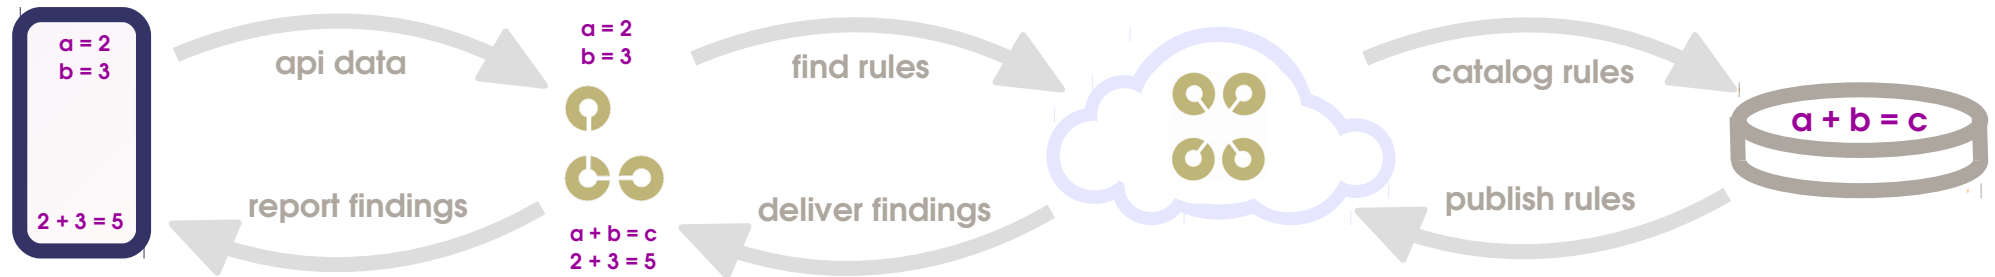 a = 2
b = 3
2 + 3 = 5
api data
report findings
a = 2
b = 3
a + b = c
2 + 3 = 5
find rules
deliver findings
catalog rules
publish rules
a + b = c